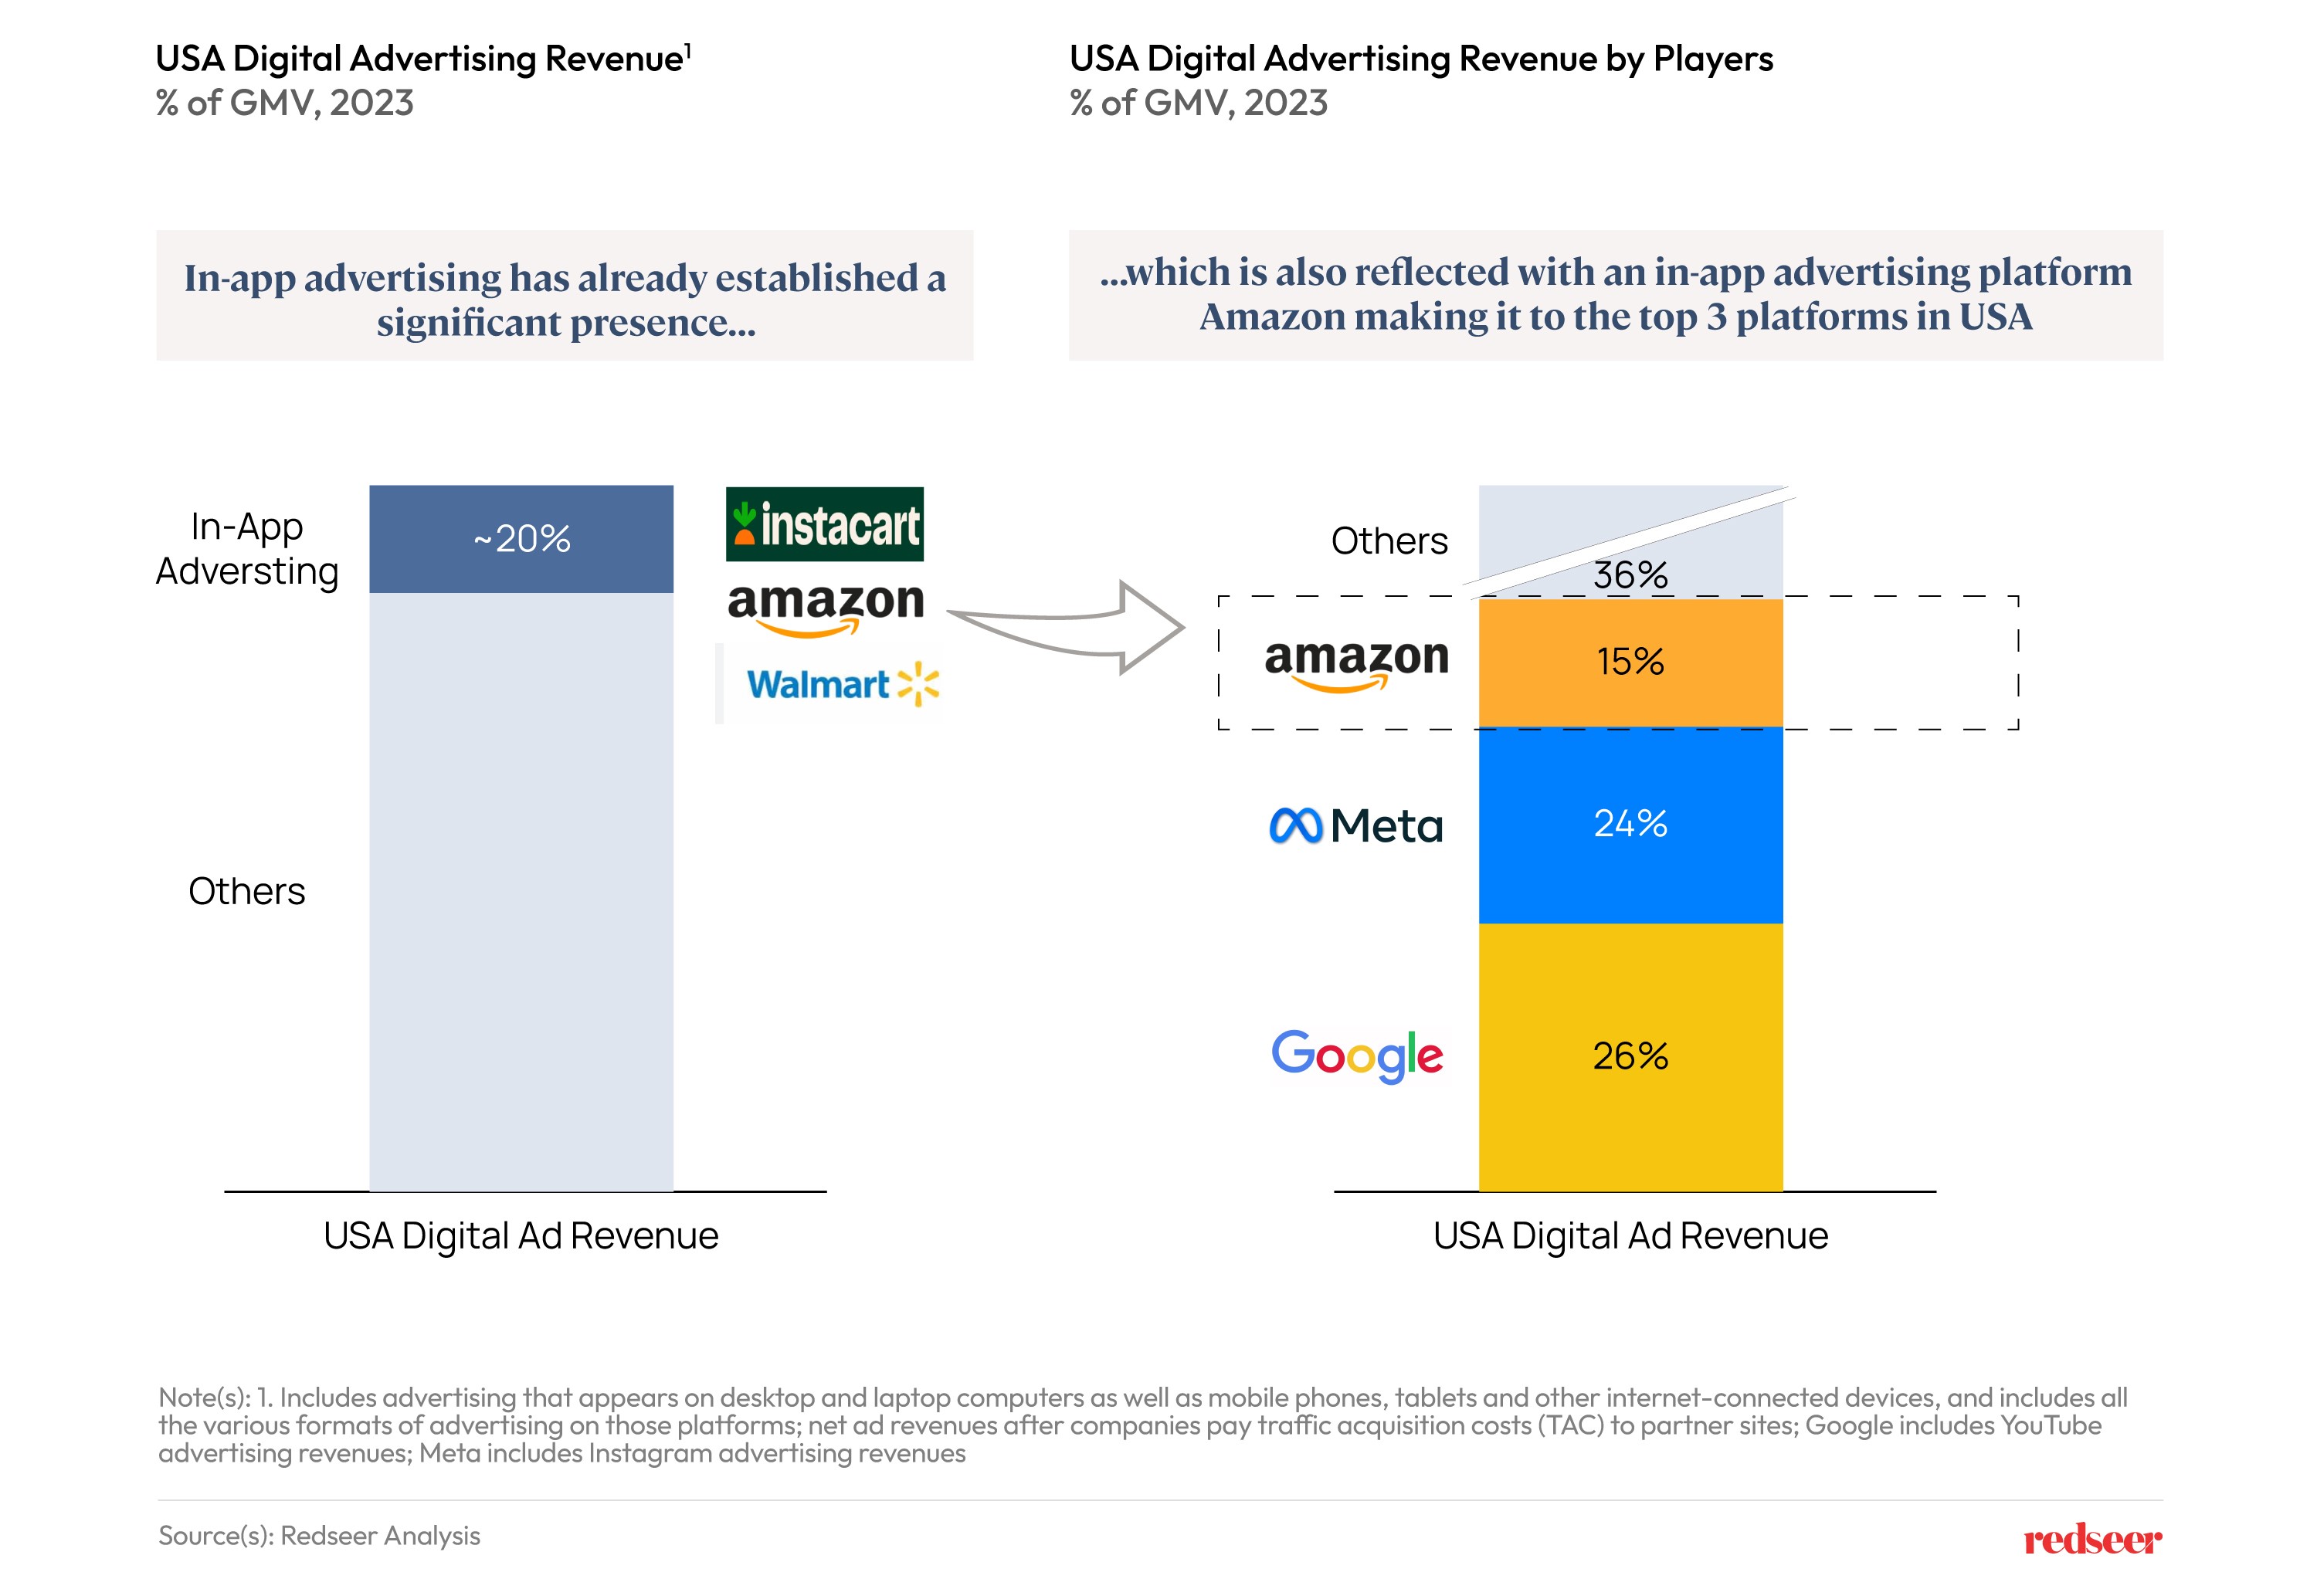 USA Digital Advertising Revenue¹
% of GMV, 2023
In-app advertising has already established a
significant presence...
In-App
Adversting
~20%
Others
instacart
amazon
Walmart
USA Digital Ad Revenue
USA Digital Advertising Revenue by Players
% of GMV, 2023
...which is also reflected with an in-app advertising platform
Amazon making it to the top 3 platforms in USA
Others
36%
amazon
15%
Meta
24%
Google
26%
USA Digital Ad Revenue
Note(s): 1. Includes advertising that appears on desktop and laptop computers as well as mobile phones, tablets and other internet-connected devices, and includes all
the various formats of advertising on those platforms; net ad revenues after companies pay traffic acquisition costs (TAC) to partner sites; Google includes YouTube
advertising revenues; Meta includes Instagram advertising revenues
Source(s): Redseer Analysis
redseer